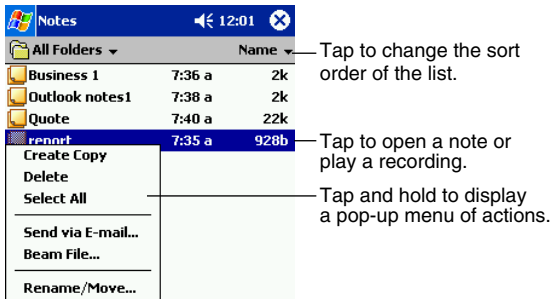 Notes 12:01
All Folders Name
Tap to change the sort
order of the list.
Business 1 7:36 a 2k
Outlook notes1 7:38 a 2k
Quote 7:40 a 22k
report 7:35 a 928b
Tap to open a note or
play a recording.
Create Copy
Delete
Select All
Tap and hold to display
a pop-up menu of actions.
Send via E-mail...
Beam File...
Rename/Move...